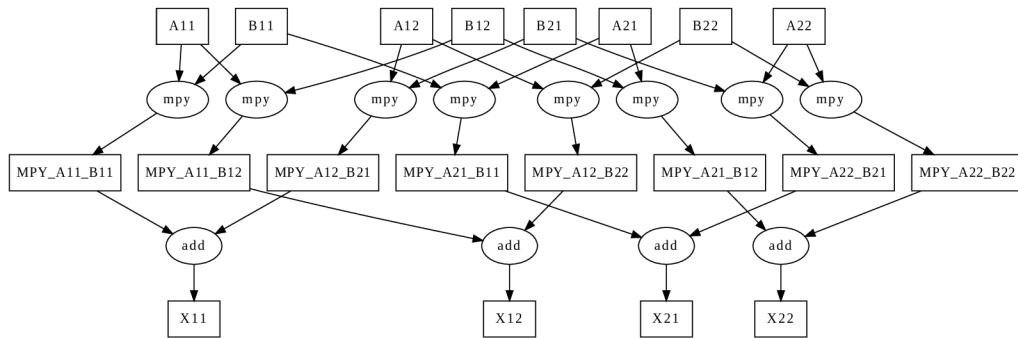 A11 B11 A12 B12 B21 A21 B22 A22
mpy mpy mpy mpy mpy mpy mpy mpy
MPY_A11_B11 MPY_A11_B12 MPY_A12_B21 MPY_A21_B11 MPY_A12_B22 MPY_A21_B12 MPY_A22_B21 MPY_A22_B22
add add add add
X11 X12 X21 X22